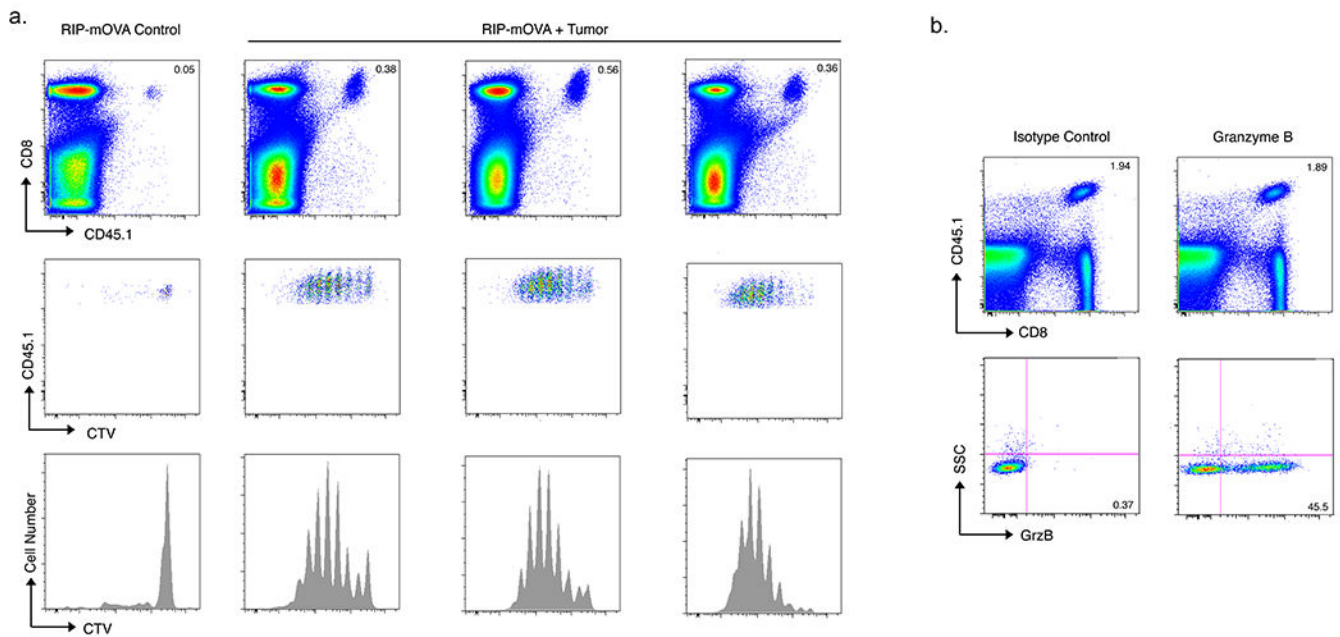 a.
RIP-mOVA Control
RIP-mOVA + Tumor
0.05
0.38
0.56
0.36
CD8
CD45.1
CD45.1
CTV
Cell Number
CTV
b.
Isotype Control
Granzyme B
1.94
1.89
CD45.1
CD8
SSC
0.37
45.5
GrzB